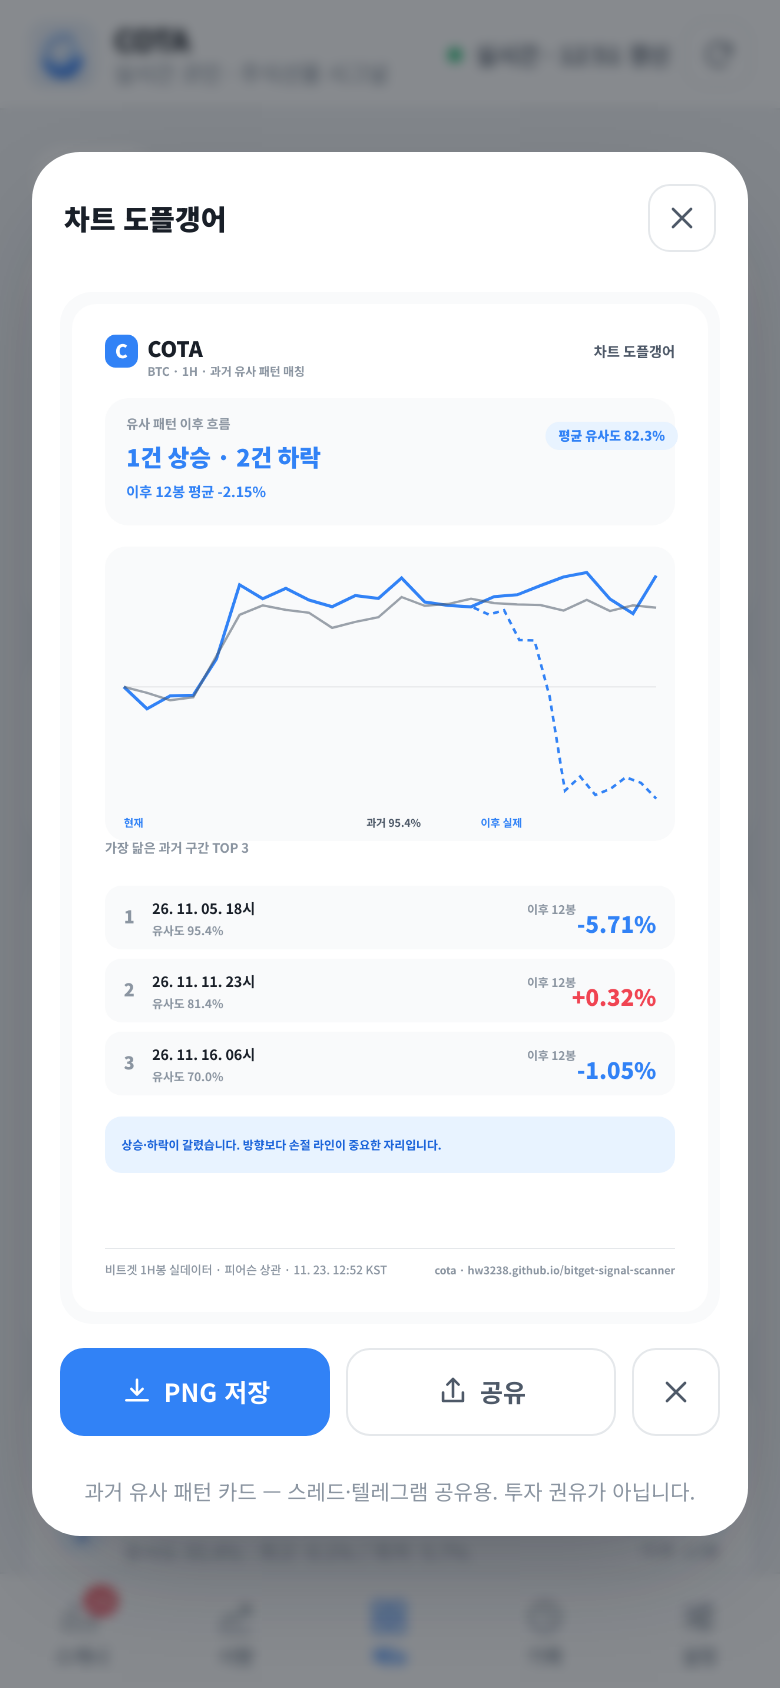 COTA
차트 도플갱어
C COTA
BTC · 1H · 과거 유사 패턴 매칭
차트 도플갱어
유사 패턴 이후 흐름
평균 유사도 82.3%
1건 상승 · 2건 하락
이후 12봉 평균 -2.15%
현재
과거 95.4%
이후 실제
가장 닮은 과거 구간 TOP 3
1
26. 11. 05. 18시
유사도 95.4%
이후 12봉
-5.71%
2
26. 11. 11. 23시
유사도 81.4%
이후 12봉
+0.32%
3
26. 11. 16. 06시
유사도 70.0%
이후 12봉
-1.05%
상승·하락이 갈렸습니다. 방향보다 손절 라인이 중요한 자리입니다.
비트겟 1H봉 실데이터 · 피어슨 상관 · 11. 23. 12:52 KST
cota · hw3238.github.io/bitget-signal-scanner
PNG 저장
공유
과거 유사 패턴 카드 — 스레드·텔레그램 공유용. 투자 권유가 아닙니다.